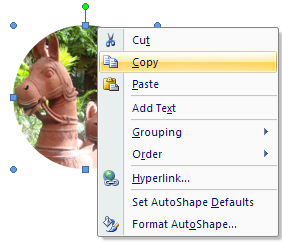 Cut
Copy
Paste
Add Text
Grouping
Order
Hyperlink...
Set AutoShape Defaults
Format AutoShape...